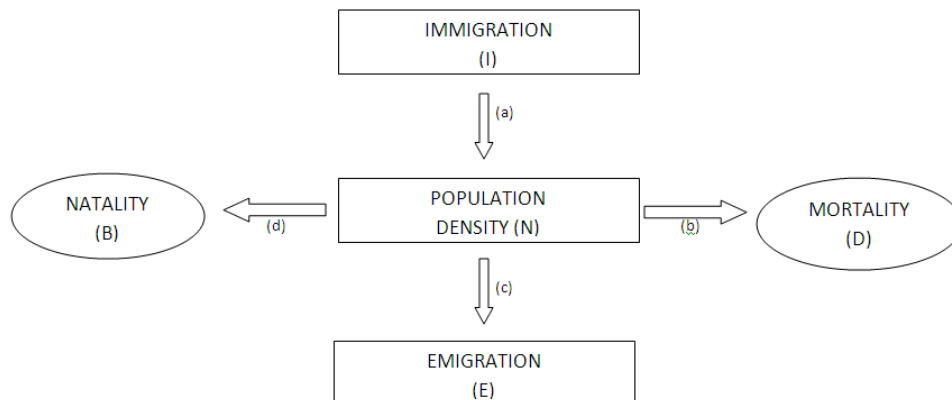 IMMIGRATION
(I)
(a)
NATALITY
(B)
(d)
POPULATION
DENSITY (N)
(b)
MORTALITY
(D)
(c)
EMIGRATION
(E)